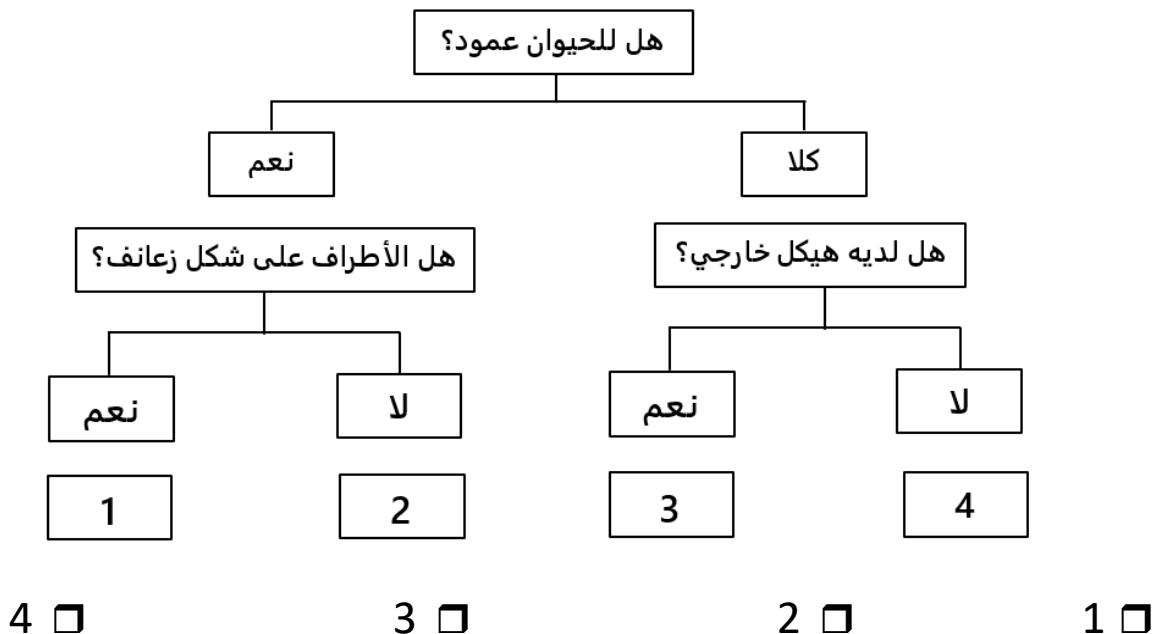 هل للحيوان عمود؟
كلا
نعم
هل لديه هيكل خارجي؟
هل الأطراف على شكل زعانف؟
لا
نعم
لا
نعم
4
3
2
1
1 2 3 4